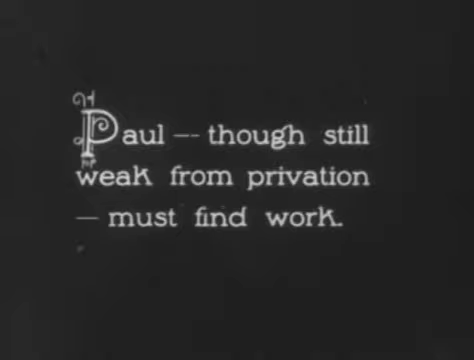 Paul -- though still
weak from privation
— must find work.